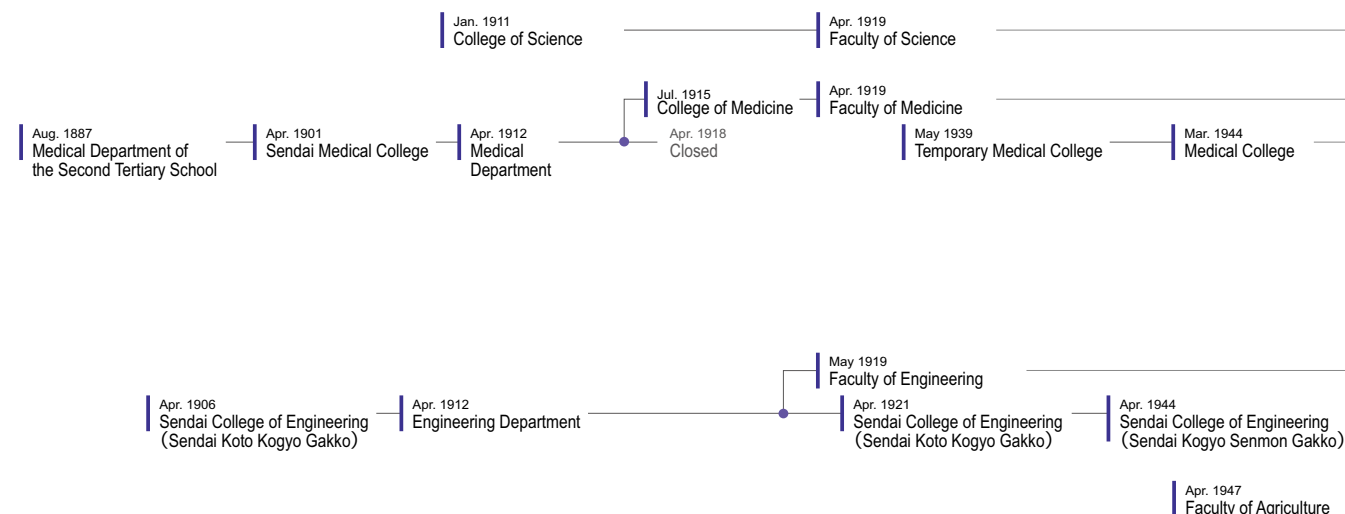 Jan. 1911
College of Science
Apr. 1919
Faculty of Science
Jul. 1915
College of Medicine
Apr. 1919
Faculty of Medicine
Aug. 1887
Medical Department of
the Second Tertiary School
Apr. 1901
Sendai Medical College
Apr. 1912
Medical
Department
Apr. 1918
Closed
May 1939
Temporary Medical College
Mar. 1944
Medical College
May 1919
Faculty of Engineering
Apr. 1906
Sendai College of Engineering
（Sendai Koto Kogyo Gakko）
Apr. 1912
Engineering Department
Apr. 1921
Sendai College of Engineering
（Sendai Koto Kogyo Gakko）
Apr. 1944
Sendai College of Engineering
（Sendai Kogyo Senmon Gakko）
Apr. 1947
Faculty of Agriculture